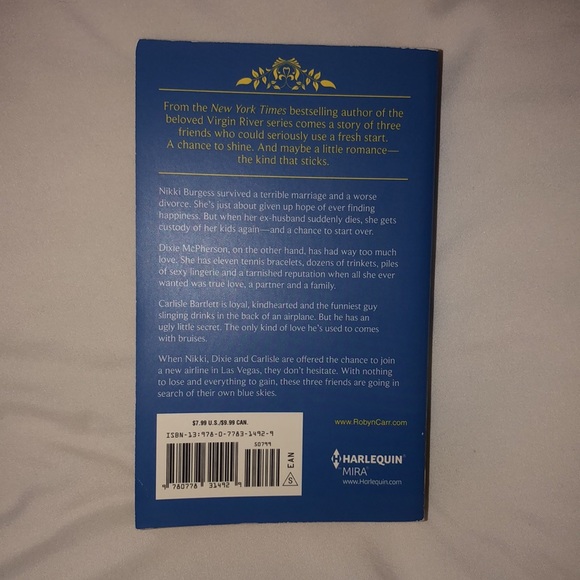 From the New York Times bestselling author of the
beloved Virgin River series comes a story of three
friends who could seriously use a fresh start.
A chance to shine. And maybe a little romance—
the kind that sticks.
Nikki Burgess survived a terrible marriage and a worse
divorce. She's just about given up hope of ever finding
happiness. But when her ex-husband suddenly dies, she gets
custody of her kids again—and a chance to start over.
Dixie McPherson, on the other hand, has had way too much
love. She has eleven tennis bracelets, dozens of trinkets, piles
of sexy lingerie and a tarnished reputation when all she ever
wanted was true love, a partner and a family.
Carlisle Bartlett is loyal, kindhearted and the funniest guy
slinging drinks in the back of an airplane. But he has an
ugly little secret. The only kind of love he's used to comes
with bruises.
When Nikki, Dixie and Carlisle are offered the chance to join
a new airline in Las Vegas, they don't hesitate. With nothing
to lose and everything to gain, these three friends are going in
search of their own blue skies.
$7.99 U.S./$9.99 CAN.
ISBN-13:978-0-7783-1492-9
50799
9 780778 314929
S
EAN
www.RobynCarr.com
HARLEQUIN®
MIRA®
www.Harlequin.com